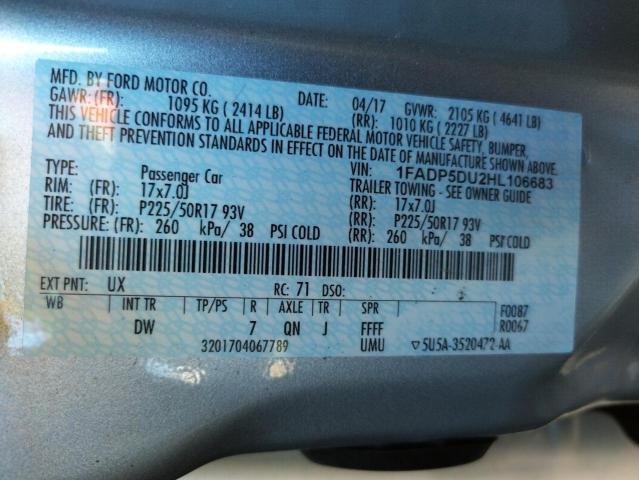 MFD. BY FORD MOTOR CO.
DATE: 04/17 GVWR: 2105 KG ( 4641 LB)
GAWR: (FR): 1095 KG ( 2414 LB) (RR): 1010 KG ( 2227 LB)
THIS VEHICLE CONFORMS TO ALL APPLICABLE FEDERAL MOTOR VEHICLE SAFETY, BUMPER,
AND THEFT PREVENTION STANDARDS IN EFFECT ON THE DATE OF MANUFACTURE SHOWN ABOVE.
VIN: 1FADP5DU2HL106683
TYPE: Passenger Car TRAILER TOWING - SEE OWNER GUIDE
RIM: (FR): 17x7.0J (RR): 17x7.0J
TIRE: (FR): P225/50R17 93V (RR): P225/50R17 93V
PRESSURE: (FR): 260 kPa/ 38 PSI COLD (RR): 260 kPa/ 38 PSI COLD
EXT PNT: UX RC: 71 DSO:
WB INT TR TP/PS R AXLE TR SPR F0087
DW 7 QN J FFFF R0067
3201704067789 UMU ▽5U5A-3520472-AA